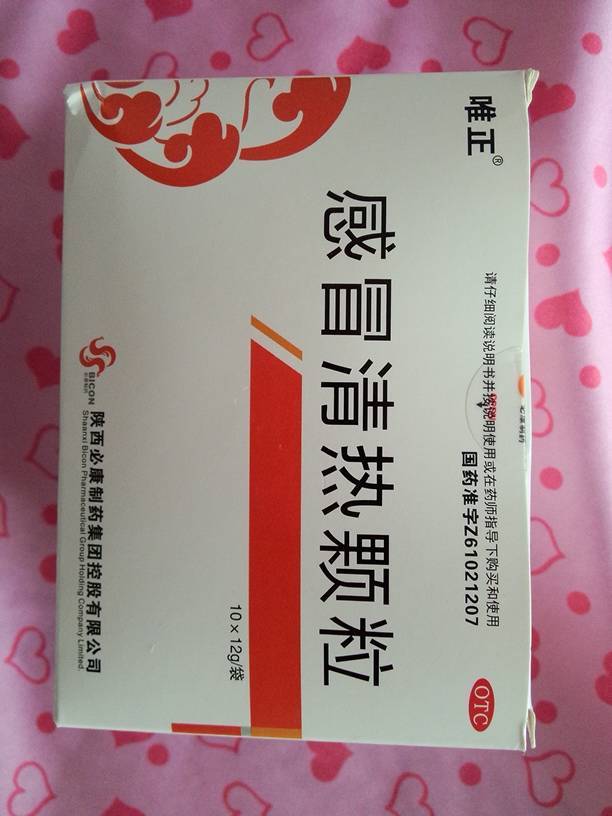 唯正®
请仔细阅读说明书并按说明使用或在药师指导下购买和使用
国药准字Z61021207
感冒清热颗粒
OTC
10×12g/袋
BICON
陕西必康制药集团控股有限公司
Shaanxi Bicon Pharmaceutical Group Holding Company Limited.